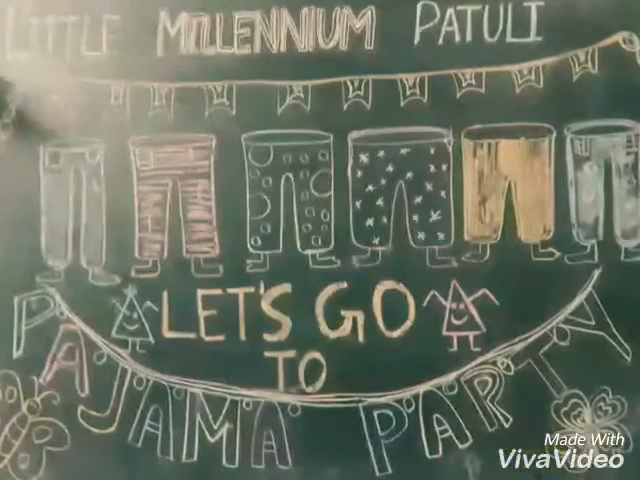 LITTLE MILLENNIUM PATULI
LET'S GO
TO
PAJAMA PARTY
Made With
VivaVideo